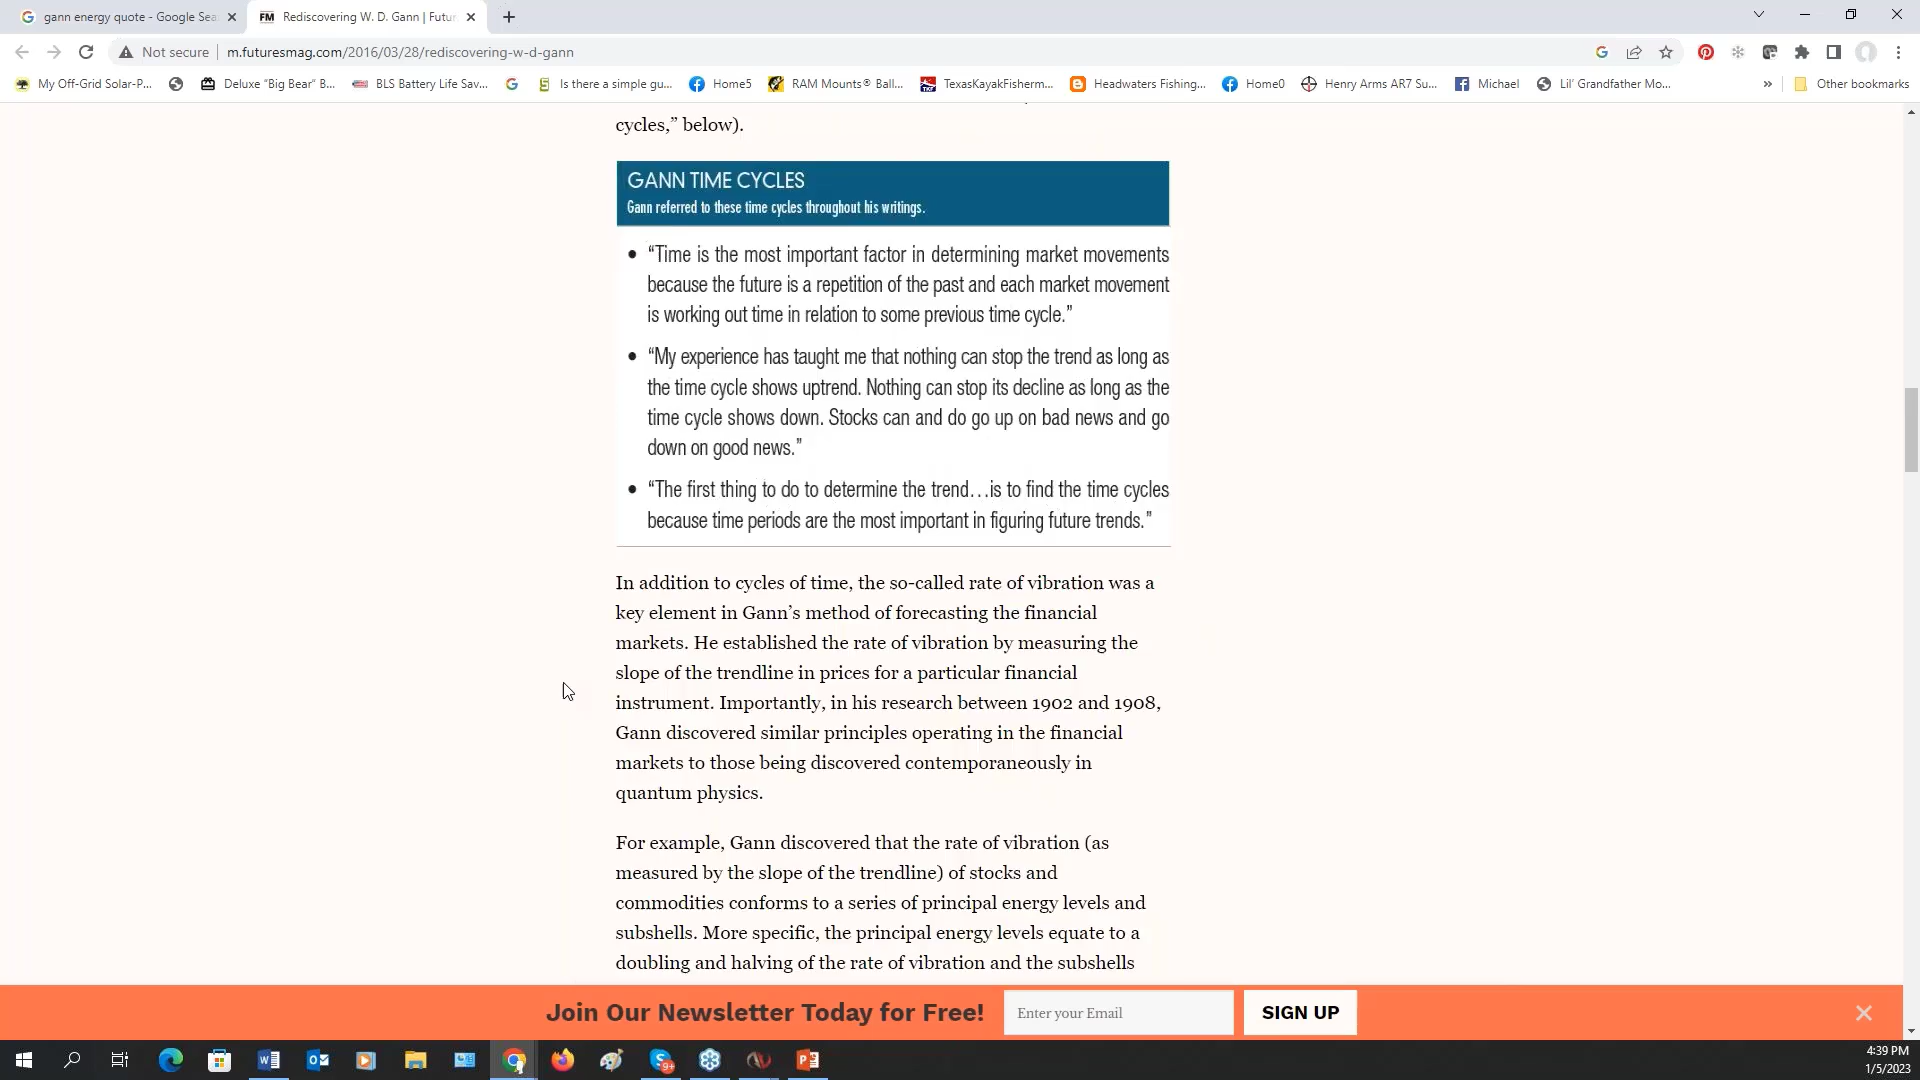 gann energy quote - Google Sea
FM Rediscovering W. D. Gann | Futur
Not secure
m.futuresmag.com/2016/03/28/rediscovering-w-d-gann
My Off-Grid Solar-P...
Deluxe "Big Bear" B...
BLS Battery Life Sav...
Is there a simple gu...
Home5
RAM Mounts® Ball...
TexasKayakFisherm...
Headwaters Fishing...
Home0
Henry Arms AR7 Su...
Michael
Lil' Grandfather Mo...
»
Other bookmarks
cycles,” below).
GANN TIME CYCLES
Gann referred to these time cycles throughout his writings.
• “Time is the most important factor in determining market movements
because the future is a repetition of the past and each market movement
is working out time in relation to some previous time cycle.”
• “My experience has taught me that nothing can stop the trend as long as
the time cycle shows uptrend. Nothing can stop its decline as long as the
time cycle shows down. Stocks can and do go up on bad news and go
down on good news.”
• “The first thing to do to determine the trend…is to find the time cycles
because time periods are the most important in figuring future trends.”
In addition to cycles of time, the so-called rate of vibration was a
key element in Gann’s method of forecasting the financial
markets. He established the rate of vibration by measuring the
slope of the trendline in prices for a particular financial
instrument. Importantly, in his research between 1902 and 1908,
Gann discovered similar principles operating in the financial
markets to those being discovered contemporaneously in
quantum physics.
For example, Gann discovered that the rate of vibration (as
measured by the slope of the trendline) of stocks and
commodities conforms to a series of principal energy levels and
subshells. More specific, the principal energy levels equate to a
doubling and halving of the rate of vibration and the subshells
Join Our Newsletter Today for Free!
Enter your Email
SIGN UP
9+
4:39 PM
1/5/2023